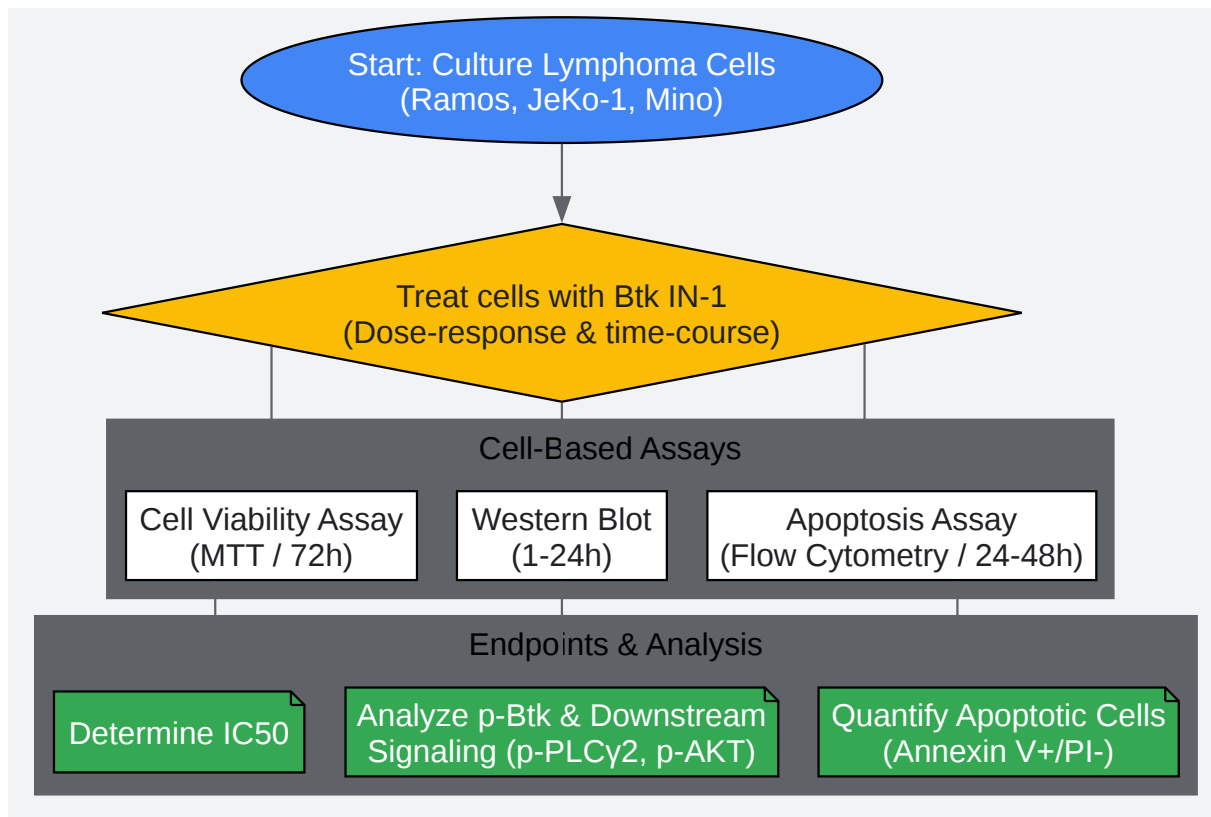 Start: Culture Lymphoma Cells
(Ramos, JeKo-1, Mino)
Treat cells with Btk IN-1
(Dose-response & time-course)
Cell-Based Assays
Cell Viability Assay
(MTT / 72h)
Western Blot
(1-24h)
Apoptosis Assay
(Flow Cytometry / 24-48h)
Endpoints & Analysis
Determine IC50
Analyze p-Btk & Downstream
Signaling (p-PLCγ2, p-AKT)
Quantify Apoptotic Cells
(Annexin V+/PI-)